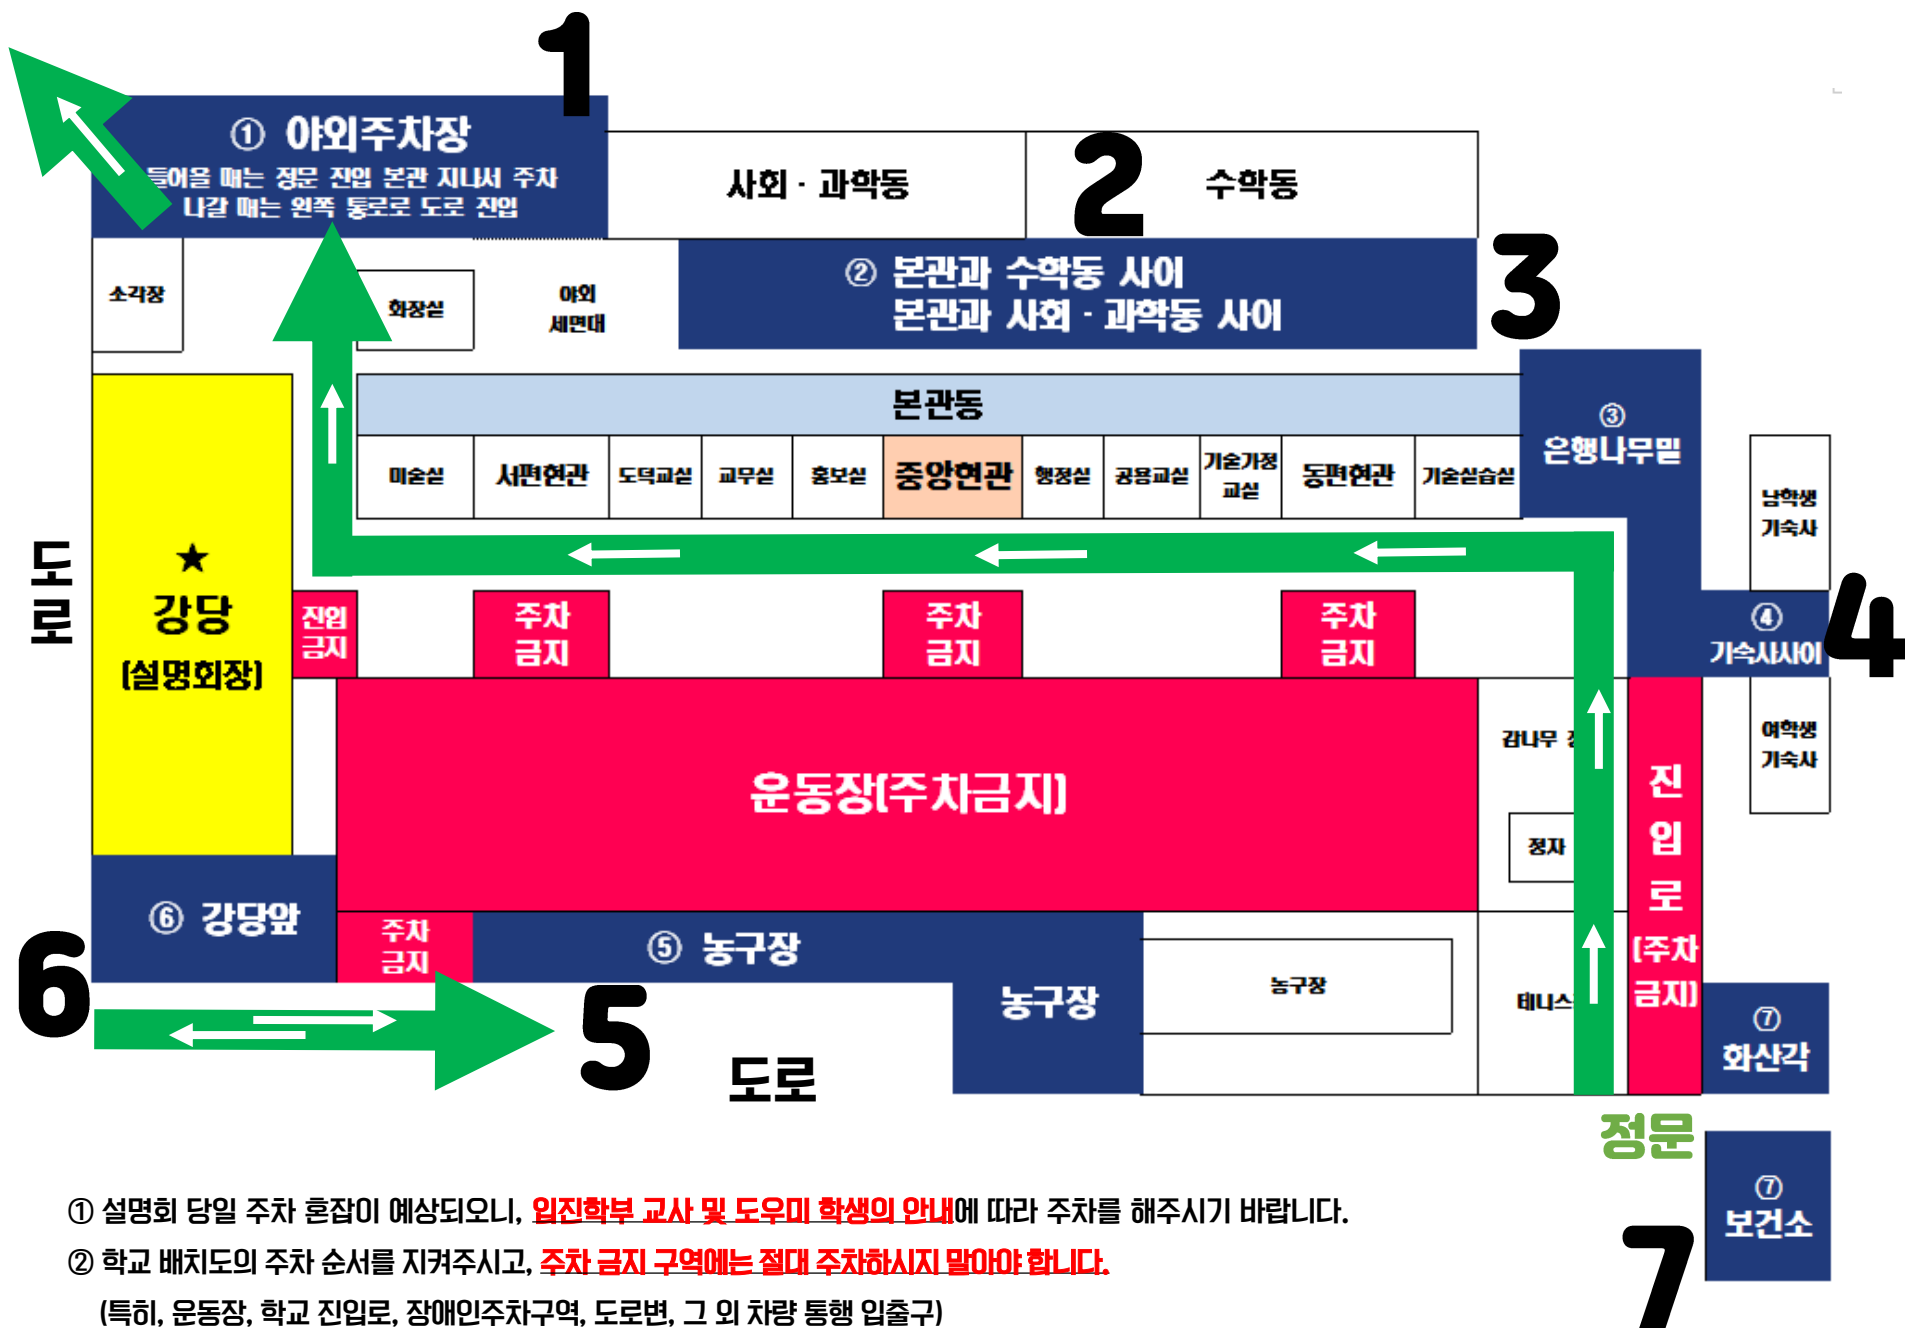 1
① 야외주차장
들어올 때는 정문 진입 본관 지나서 주차
나갈 때는 왼쪽 통로로 도로 진입
사회 · 과학동
2
수학동
3
소각장
화장실
야외
세면대
② 본관과 수학동 사이
본관과 사회 · 과학동 사이
본관동
③
은행나무밑
미술실
서편현관
도덕교실
교무실
홍보실
중앙현관
행정실
공용교실
기술가정
교실
동편현관
기술실습실
남학생
기숙사
도로
★
강당
(설명회장)
진입
금지
주차
금지
주차
금지
주차
금지
④
기숙사사이
4
운동장(주차금지)
감나무
정자
진입로
(주차
금지)
여학생
기숙사
⑥ 강당앞
6
주차
금지
⑤ 농구장
5
농구장
농구장
테니스
도로
⑦
화산각
정문
⑦
보건소
7
① 설명회 당일 주차 혼잡이 예상되오니, 입진학부 교사 및 도우미 학생의 안내에 따라 주차를 해주시기 바랍니다.
② 학교 배치도의 주차 순서를 지켜주시고, 주차 금지 구역에는 절대 주차하시지 말아야 합니다.
(특히, 운동장, 학교 진입로, 장애인주차구역, 도로변, 그 외 차량 통행 입출구)